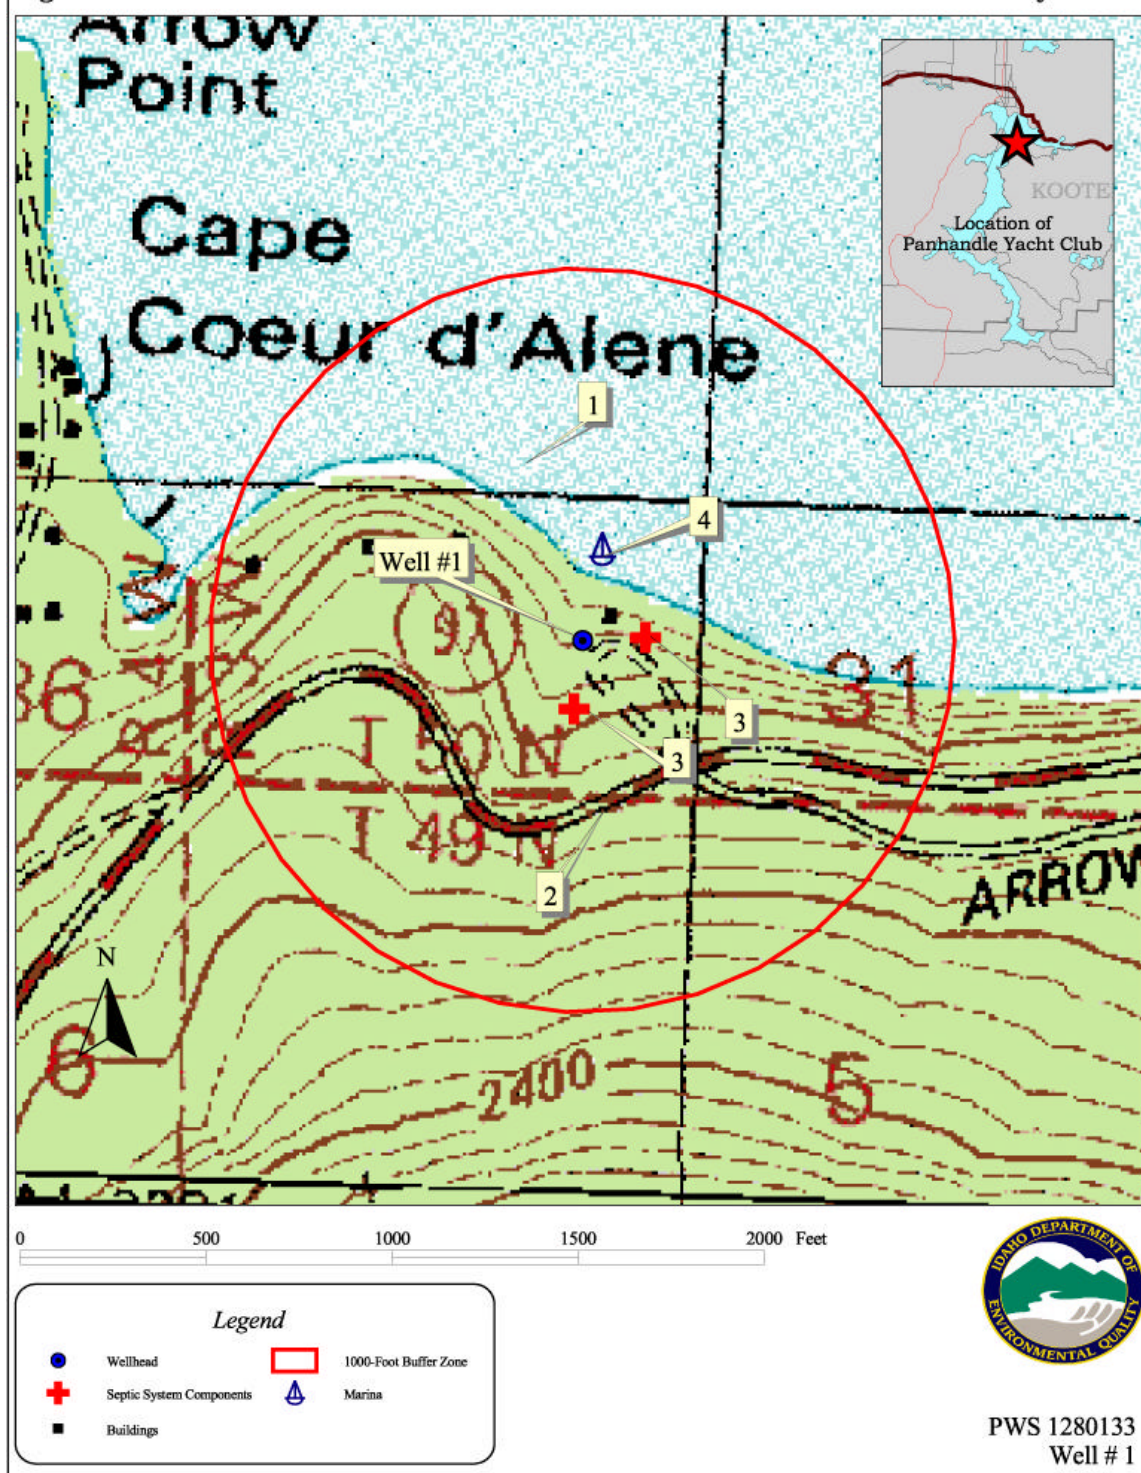 Arrow
Point
Cape
Coeur d'Alene
KOOTE
Location of
Panhandle Yacht Club
1
4
Well #1
9
36
31
3
3
T 50 N
T 49 N
2
ARROW
N
6
2400
5
0 500 1000 1500 2000 Feet
Legend
Wellhead
1000-Foot Buffer Zone
Septic System Components
Marina
Buildings
IDAHO DEPARTMENT OF
ENVIRONMENTAL QUALITY
PWS 1280133
Well # 1